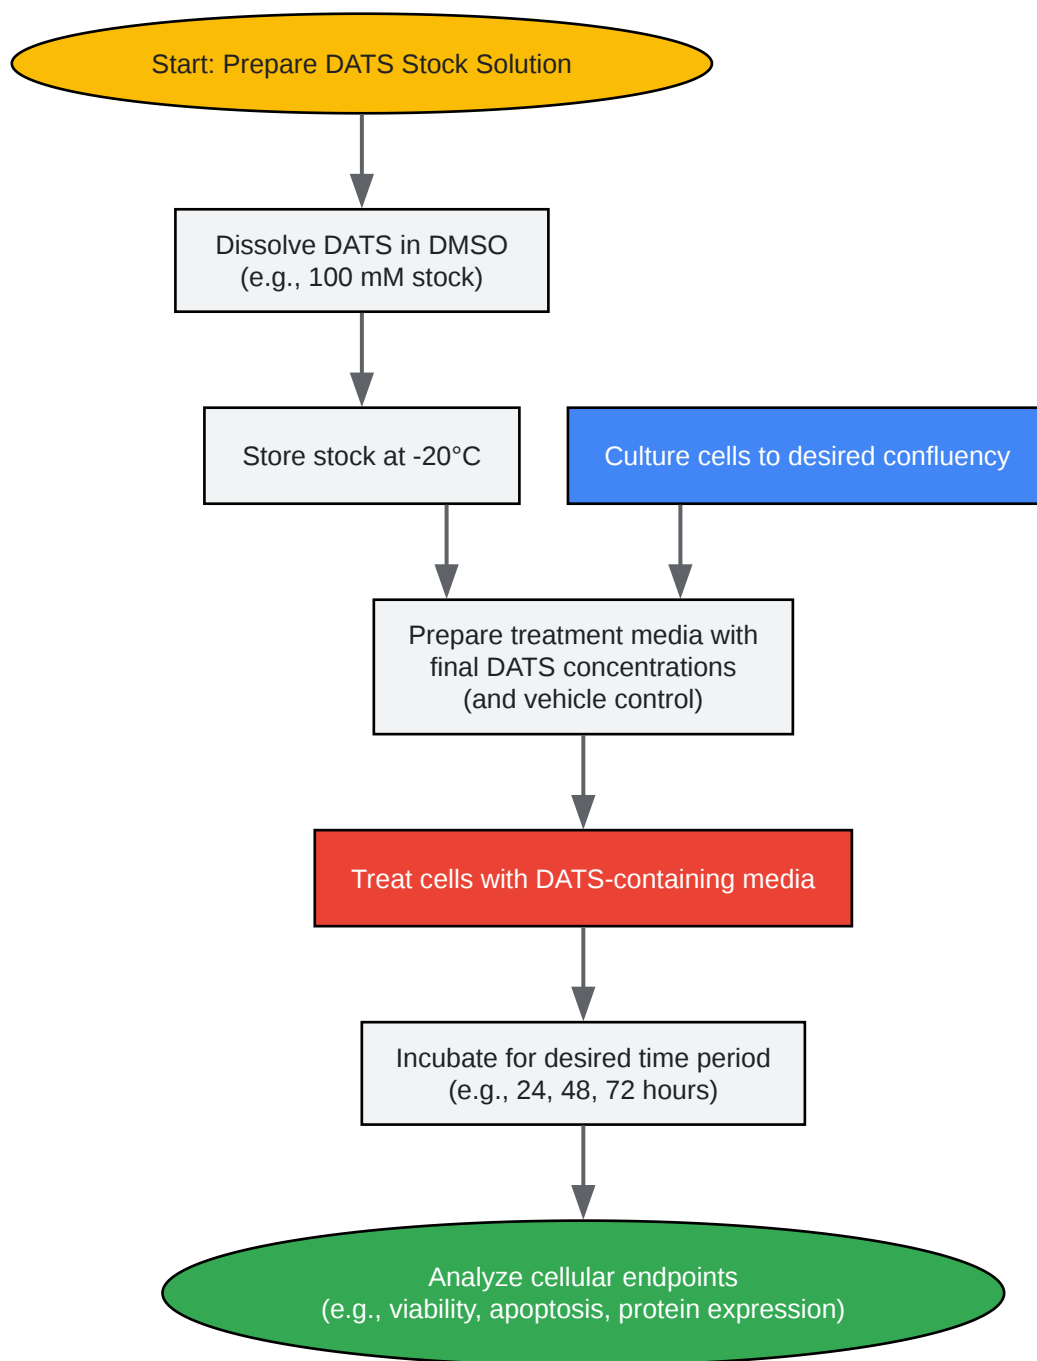 Start: Prepare DATS Stock Solution
Dissolve DATS in DMSO
(e.g., 100 mM stock)
Store stock at -20°C
Culture cells to desired confluency
Prepare treatment media with
final DATS concentrations
(and vehicle control)
Treat cells with DATS-containing media
Incubate for desired time period
(e.g., 24, 48, 72 hours)
Analyze cellular endpoints
(e.g., viability, apoptosis, protein expression)